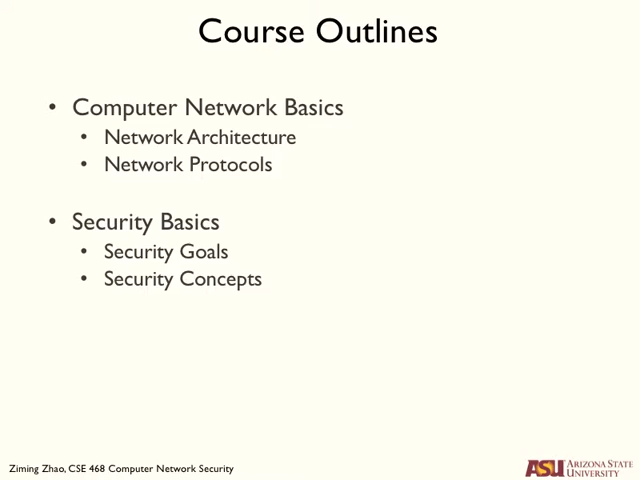 Course Outlines
• Computer Network Basics
• Network Architecture
• Network Protocols
• Security Basics
• Security Goals
• Security Concepts
Ziming Zhao, CSE 468 Computer Network Security
ASU ARIZONA STATE
UNIVERSITY